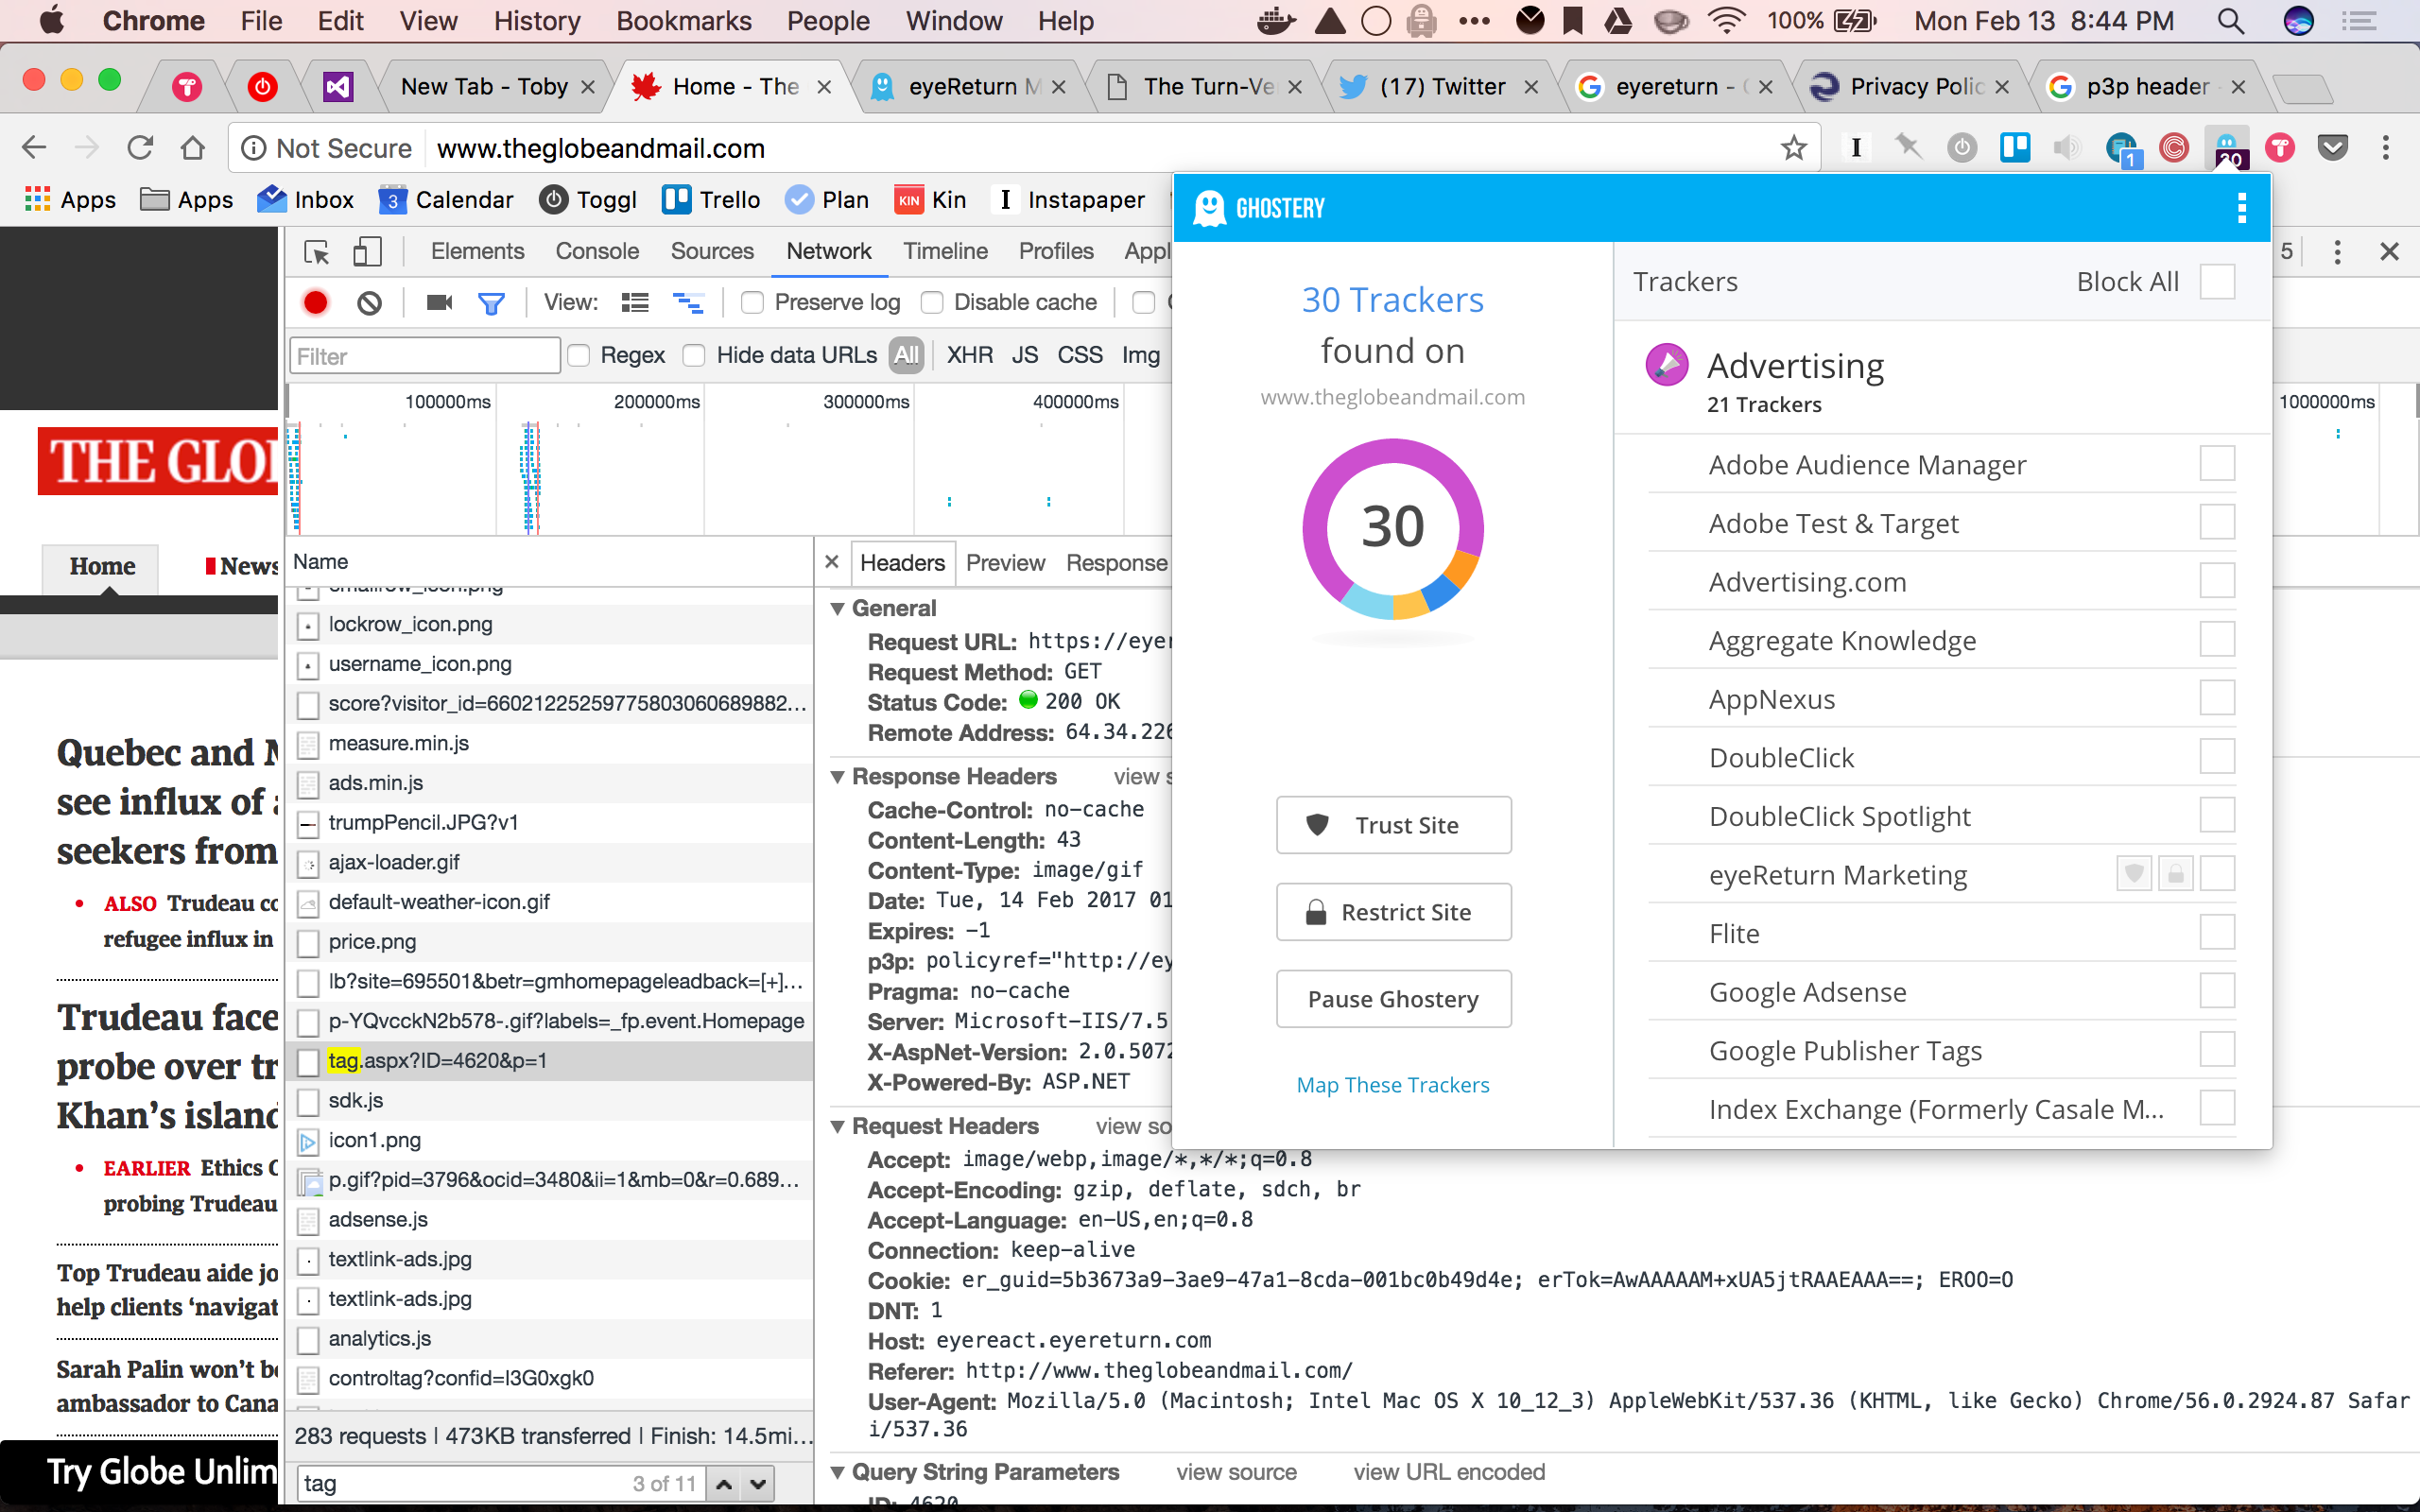 Chrome File Edit View History Bookmarks People Window Help 100% Mon Feb 13 8:44 PM
New Tab - Toby Home - The eyeReturn M The Turn-Ve (17) Twitter eyereturn - Privacy Polic p3p header
Not Secure www.theglobeandmail.com
1 30
Apps Apps Inbox 3 Calendar Toggl Trello Plan KIN Kin I Instapaper
GHOSTERY
Elements Console Sources Network Timeline Profiles Appl 5
View: Preserve log Disable cache
Filter Regex Hide data URLs All XHR JS CSS Img
100000ms 200000ms 300000ms 400000ms 1000000ms
THE GLO
Home News
Quebec and
see influx of
seekers from
ALSO Trudeau co
refugee influx in
Trudeau face
probe over tr
Khan's island
EARLIER Ethics
probing Trudeau
Top Trudeau aide jo
help clients 'navigat
Sarah Palin won't be
ambassador to Cana
Try Globe Unlim
Name
smallrow_icon.png
lockrow_icon.png
username_icon.png
score?visitor_id=66021225259775803060689882...
measure.min.js
ads.min.js
trumpPencil.JPG?v1
ajax-loader.gif
default-weather-icon.gif
price.png
lb?site=695501&betr=gmhomepageleadback=[+]...
p-YQvcckN2b578-.gif?labels=_fp.event.Homepage
tag.aspx?ID=4620&p=1
sdk.js
icon1.png
p.gif?pid=3796&ocid=3480&ii=1&mb=0&r=0.689...
adsense.js
textlink-ads.jpg
textlink-ads.jpg
analytics.js
controltag?confid=I3G0xgk0
283 requests | 473KB transferred | Finish: 14.5mi...
tag 3 of 11
Headers Preview Response
General
Request URL: https://eyer
Request Method: GET
Status Code: 200 OK
Remote Address: 64.34.226
Response Headers view s
Cache-Control: no-cache
Content-Length: 43
Content-Type: image/gif
Date: Tue, 14 Feb 2017 01
Expires: -1
p3p: policyref="http://ey
Pragma: no-cache
Server: Microsoft-IIS/7.5
X-AspNet-Version: 2.0.5072
X-Powered-By: ASP.NET
Request Headers view so
Accept: image/webp,image/*,*/*;q=0.8
Accept-Encoding: gzip, deflate, sdch, br
Accept-Language: en-US,en;q=0.8
Connection: keep-alive
Cookie: er_guid=5b3673a9-3ae9-47a1-8cda-001bc0b49d4e; erTok=AwAAAAAM+xUA5jtRAAEAAA==; EROO=O
DNT: 1
Host: eyereact.eyereturn.com
Referer: http://www.theglobeandmail.com/
User-Agent: Mozilla/5.0 (Macintosh; Intel Mac OS X 10_12_3) AppleWebKit/537.36 (KHTML, like Gecko) Chrome/56.0.2924.87 Safar
i/537.36
Query String Parameters view source view URL encoded
ID: 4620
30 Trackers
found on
www.theglobeandmail.com
30
Trust Site
Restrict Site
Pause Ghostery
Map These Trackers
Trackers Block All
Advertising
21 Trackers
Adobe Audience Manager
Adobe Test & Target
Advertising.com
Aggregate Knowledge
AppNexus
DoubleClick
DoubleClick Spotlight
eyeReturn Marketing
Flite
Google Adsense
Google Publisher Tags
Index Exchange (Formerly Casale M...